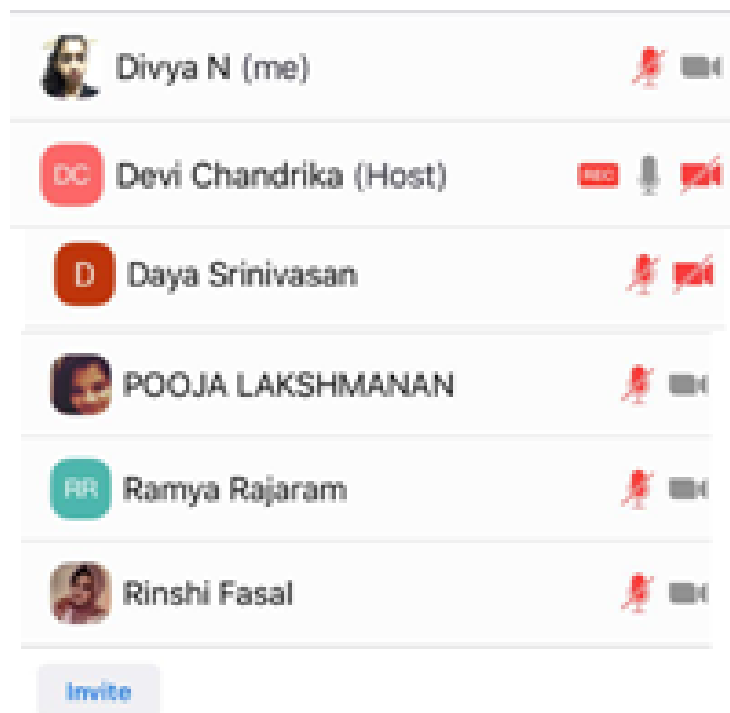 Divya N (me)
DC Devi Chandrika (Host) REC
D Daya Srinivasan
POOJA LAKSHMANAN
RR Ramya Rajaram
Rinshi Fasal
Invite